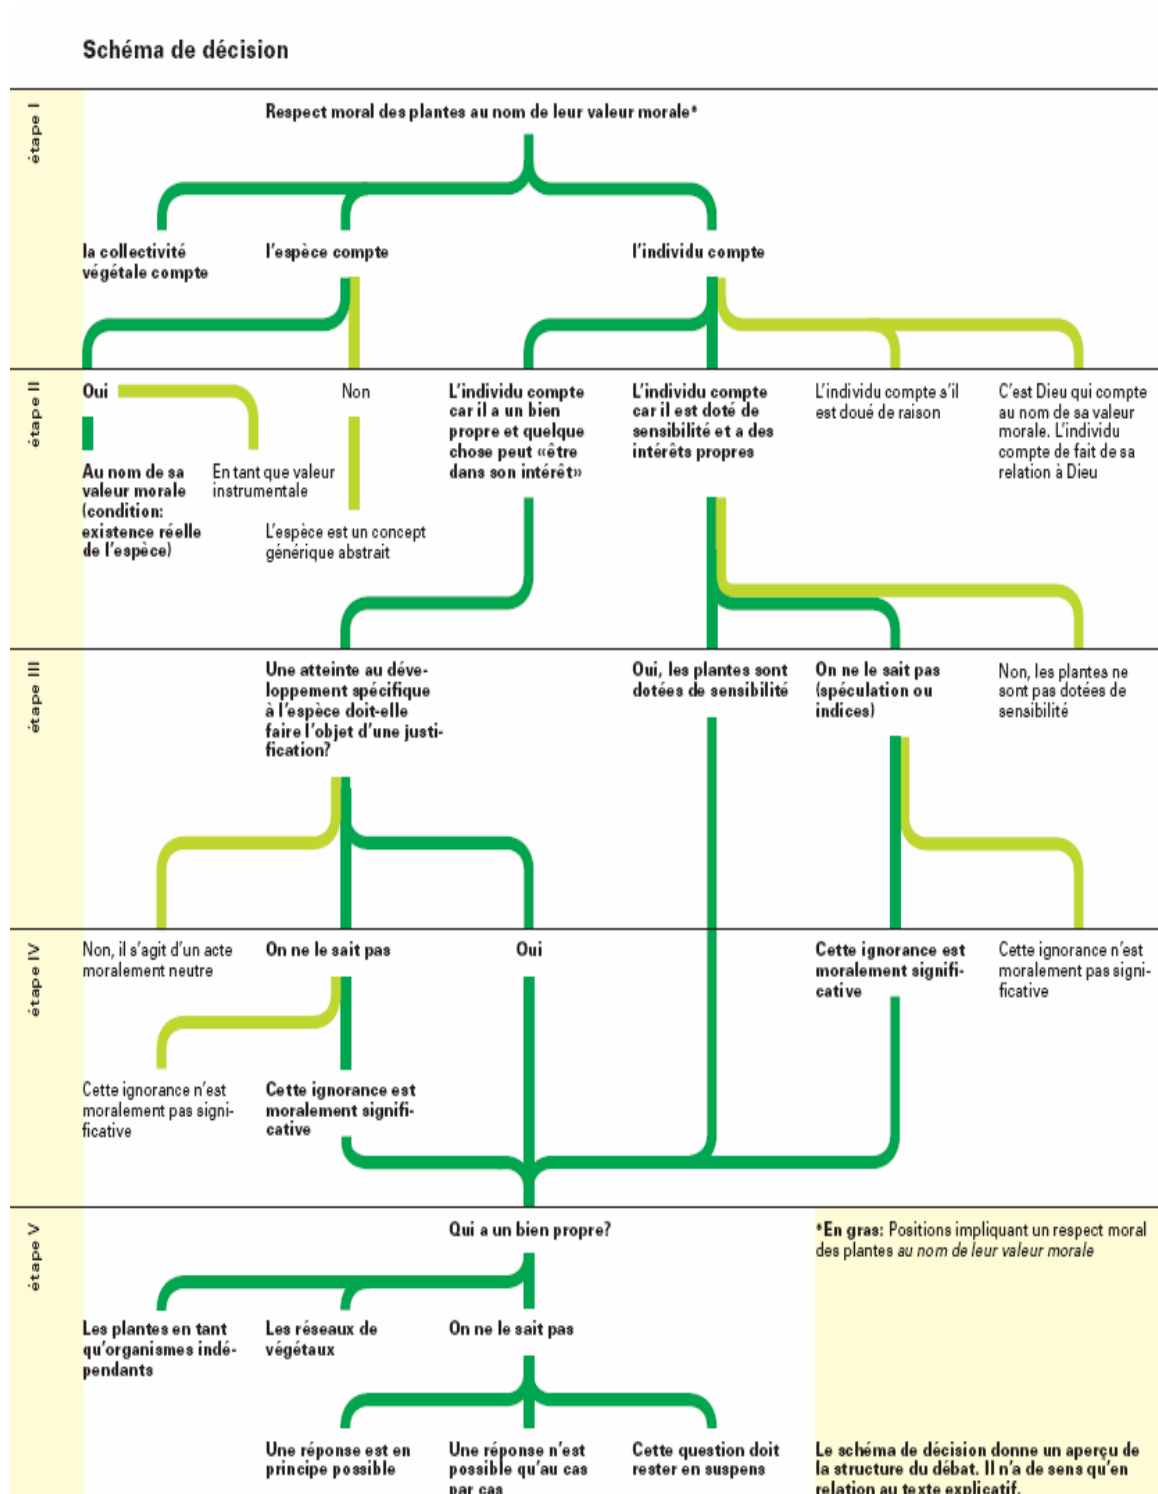 Schéma de décision
étape I
Respect moral des plantes au nom de leur valeur morale*
la collectivité
végétale compte
l'espèce compte
l'individu compte
étape II
Oui
Au nom de sa
valeur morale
(condition:
existence réelle
de l'espèce)
En tant que valeur
instrumentale
Non
L'espèce est un concept
générique abstrait
L'individu compte
car il a un bien
propre et quelque
chose peut «être
dans son intérêt»
L'individu compte
car il est doté de
sensibilité et a des
intérêts propres
L'individu compte s'il
est doué de raison
C'est Dieu qui compte
au nom de sa valeur
morale. L'individu
compte de fait de sa
relation à Dieu
étape III
Une atteinte au déve-
loppement spécifique
à l'espèce doit-elle
faire l'objet d'une justi-
fication?
Oui, les plantes sont
dotées de sensibilité
On ne le sait pas
(spéculation ou
indices)
Non, les plantes ne
sont pas dotées de
sensibilité
étape IV
Non, il s'agit d'un acte
moralement neutre
On ne le sait pas
Oui
Cette ignorance est
moralement signifi-
cative
Cette ignorance n'est
moralement pas signi-
ficative
Cette ignorance n'est
moralement pas signi-
ficative
Cette ignorance est
moralement signifi-
cative
étape V
Qui a un bien propre?
*En gras: Positions impliquant un respect moral
des plantes au nom de leur valeur morale
Les plantes en tant
qu'organismes indé-
pendants
Les réseaux de
végétaux
On ne le sait pas
Une réponse est en
principe possible
Une réponse n'est
possible qu'au cas
par cas
Cette question doit
rester en suspens
Le schéma de décision donne un aperçu de
la structure du débat. Il n'a de sens qu'en
relation au texte explicatif.